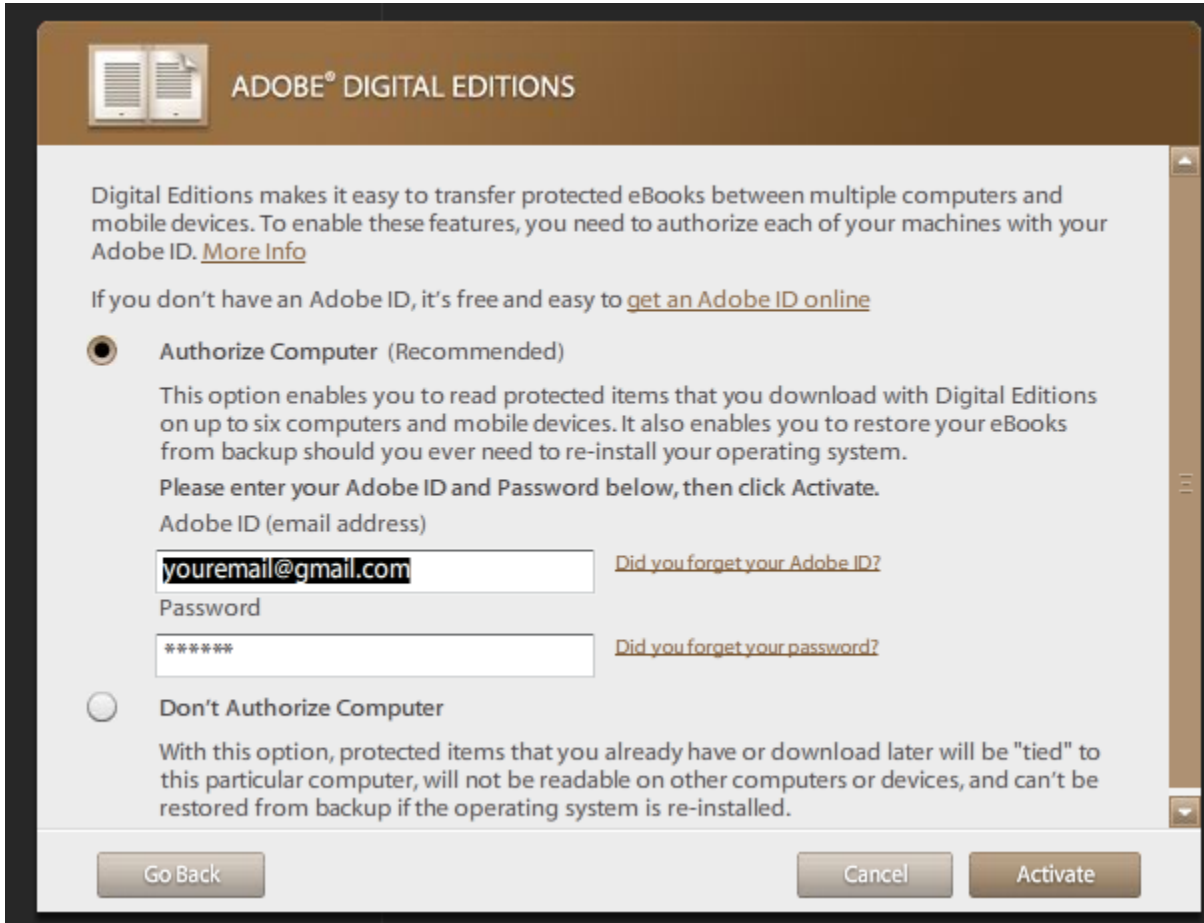 ADOBE® DIGITAL EDITIONS
Digital Editions makes it easy to transfer protected eBooks between multiple computers and
mobile devices. To enable these features, you need to authorize each of your machines with your
Adobe ID. More Info
If you don't have an Adobe ID, it's free and easy to get an Adobe ID online
Authorize Computer (Recommended)
This option enables you to read protected items that you download with Digital Editions
on up to six computers and mobile devices. It also enables you to restore your eBooks
from backup should you ever need to re-install your operating system.
Please enter your Adobe ID and Password below, then click Activate.
Adobe ID (email address)
youremail@gmail.com Did you forget your Adobe ID?
Password
****** Did you forget your password?
Don't Authorize Computer
With this option, protected items that you already have or download later will be "tied" to
this particular computer, will not be readable on other computers or devices, and can't be
restored from backup if the operating system is re-installed.
Go Back Cancel Activate